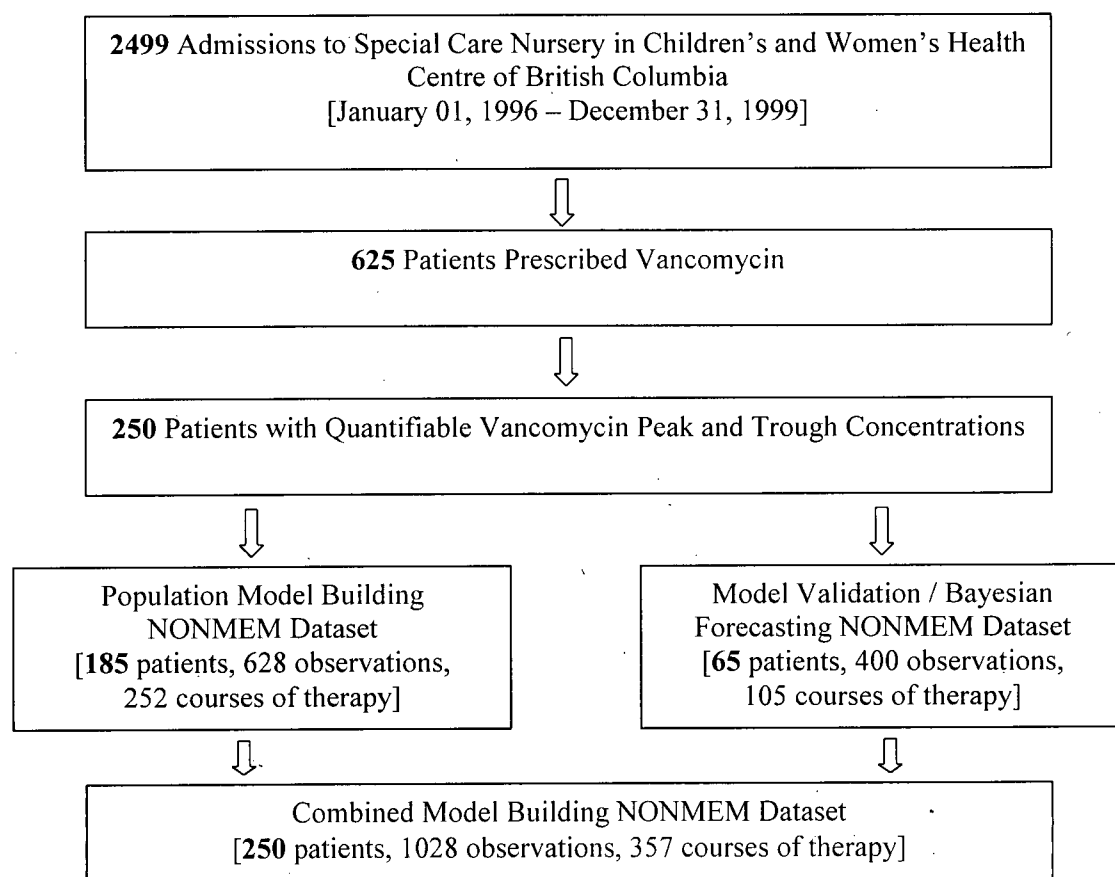 2499 Admissions to Special Care Nursery in Children's and Women's Health
Centre of British Columbia
[January 01, 1996 – December 31, 1999]
625 Patients Prescribed Vancomycin
250 Patients with Quantifiable Vancomycin Peak and Trough Concentrations
Population Model Building
NONMEM Dataset
[185 patients, 628 observations,
252 courses of therapy]
Model Validation / Bayesian
Forecasting NONMEM Dataset
[65 patients, 400 observations,
105 courses of therapy]
Combined Model Building NONMEM Dataset
[250 patients, 1028 observations, 357 courses of therapy]